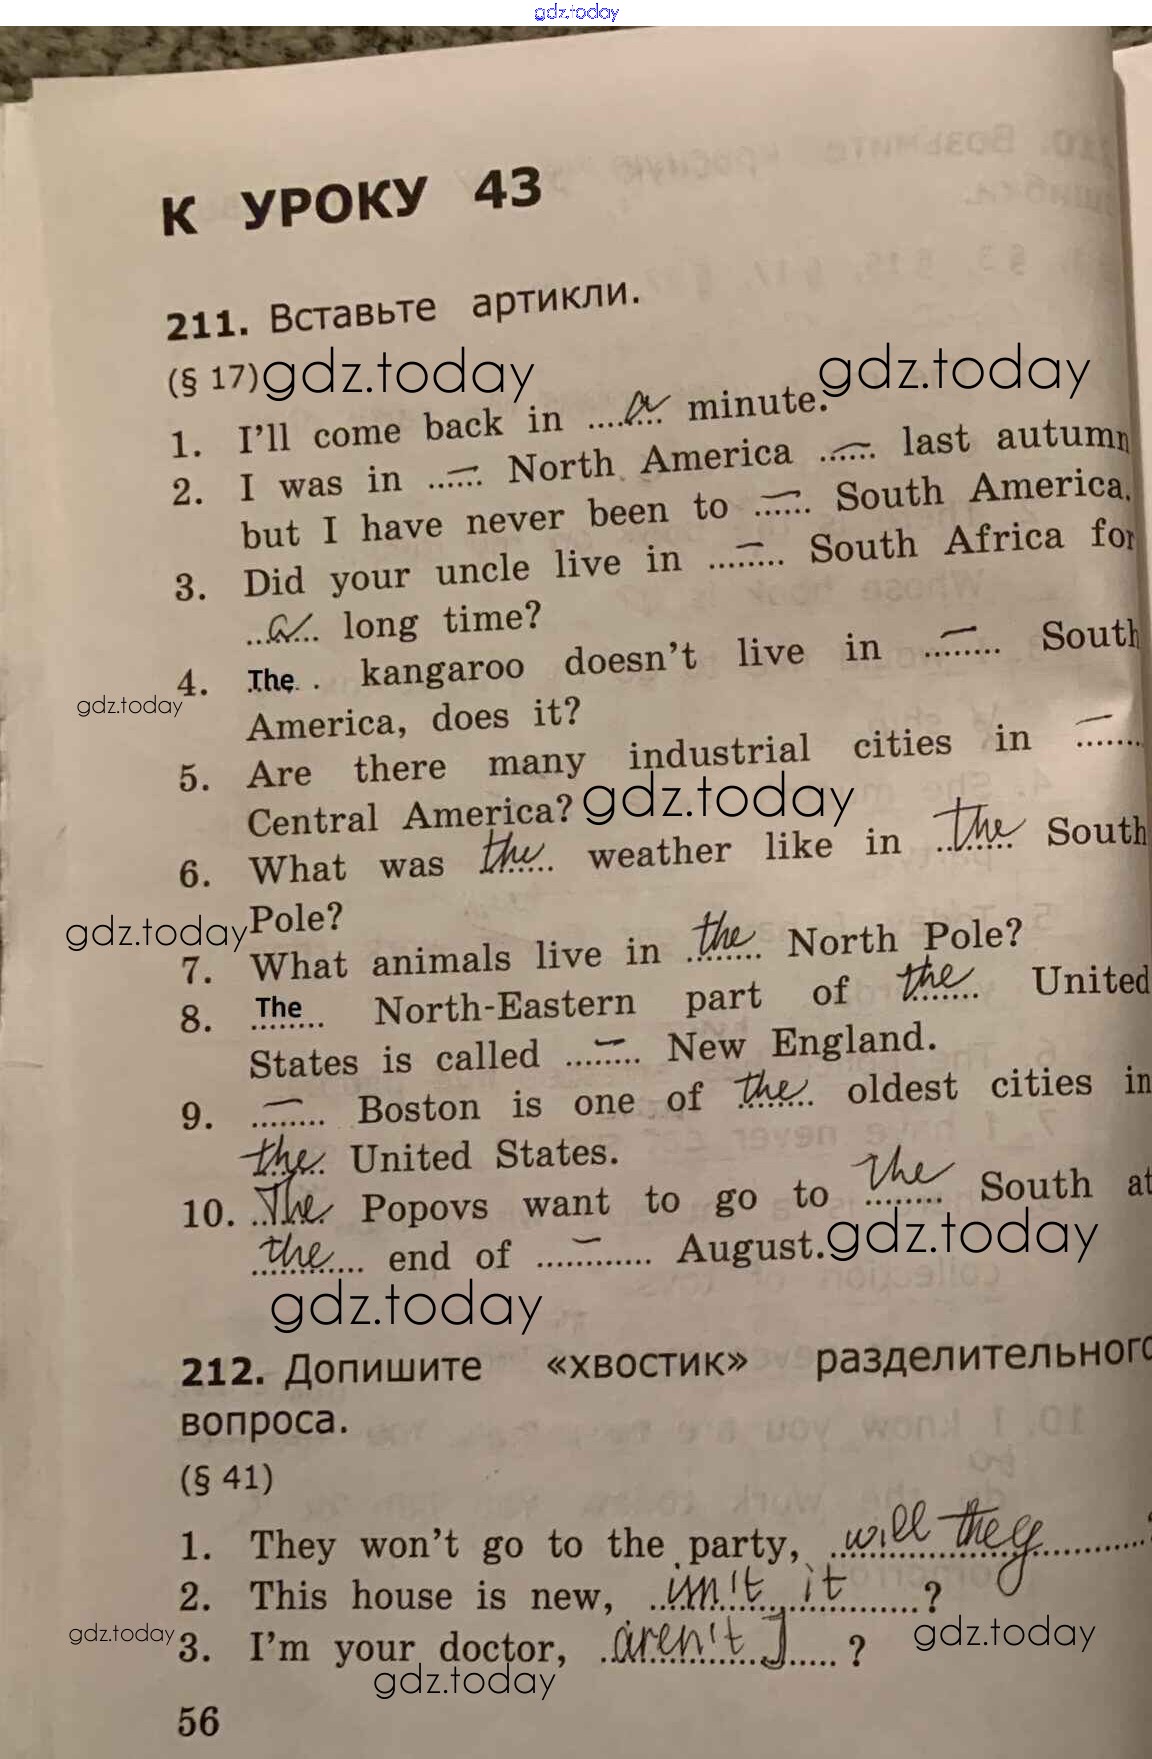 gdz.today
К УРОКУ 43
211. Вставьте артикли.
(§ 17) gdz.today gdz.today
1. I'll come back in ....a... minute.
2. I was in ..—.. North America ..—.. last autumn
but I have never been to ..—.. South America.
3. Did your uncle live in ..—.. South Africa for
..a... long time?
4. The . kangaroo doesn't live in ..—.. South
gdz.today
America, does it?
5. Are there many industrial cities in ..—..
Central America? gdz.today
6. What was the weather like in the South
gdz.today Pole?
7. What animals live in the North Pole?
8. The North-Eastern part of the United
States is called ..—.. New England.
9. ..—.. Boston is one of the oldest cities in
the United States.
10. The Popovs want to go to the South at
the end of ..—.. August. gdz.today
gdz.today
212. Допишите «хвостик» разделительного
вопроса.
(§ 41)
1. They won't go to the party, will they ?
2. This house is new, isn't it ?
gdz.today 3. I'm your doctor, aren't I ? gdz.today
gdz.today
56